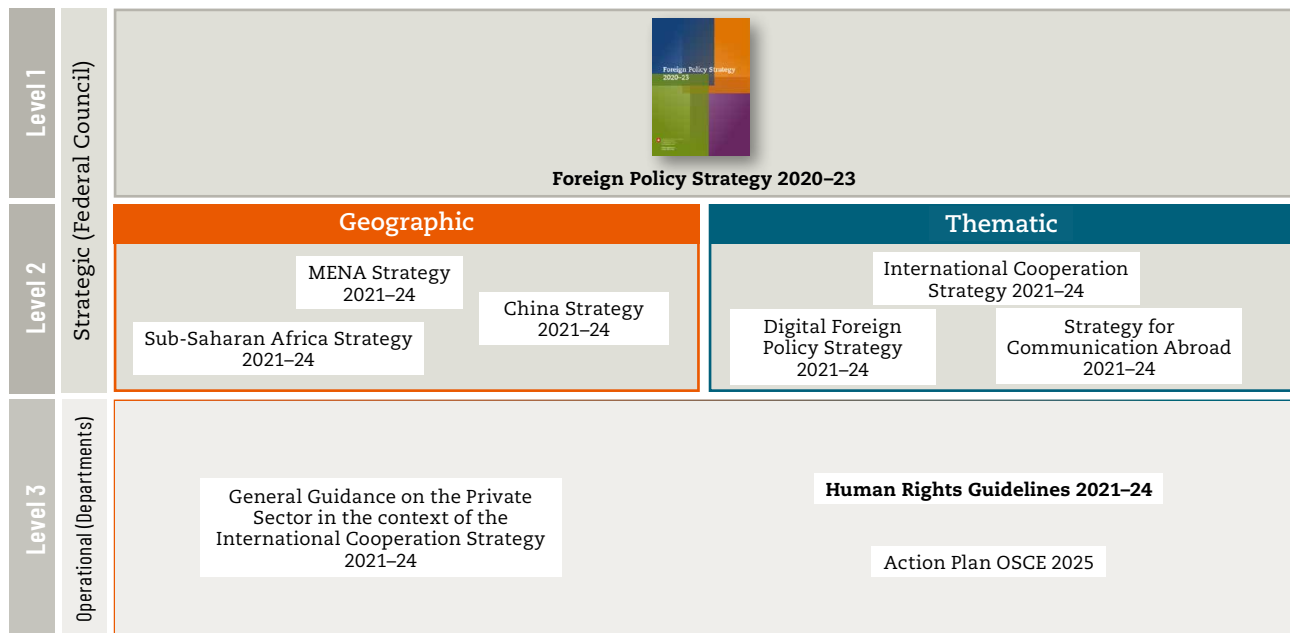 Level 1
Strategic (Federal Council)
Foreign Policy Strategy
2020–23
Foreign Policy Strategy 2020–23
Level 2
Geographic
MENA Strategy
2021–24
China Strategy
2021–24
Sub-Saharan Africa Strategy
2021–24
Thematic
International Cooperation
Strategy 2021–24
Digital Foreign
Policy Strategy
2021–24
Strategy for
Communication Abroad
2021–24
Level 3
Operational (Departments)
General Guidance on the Private
Sector in the context of the
International Cooperation Strategy
2021–24
Human Rights Guidelines 2021–24
Action Plan OSCE 2025